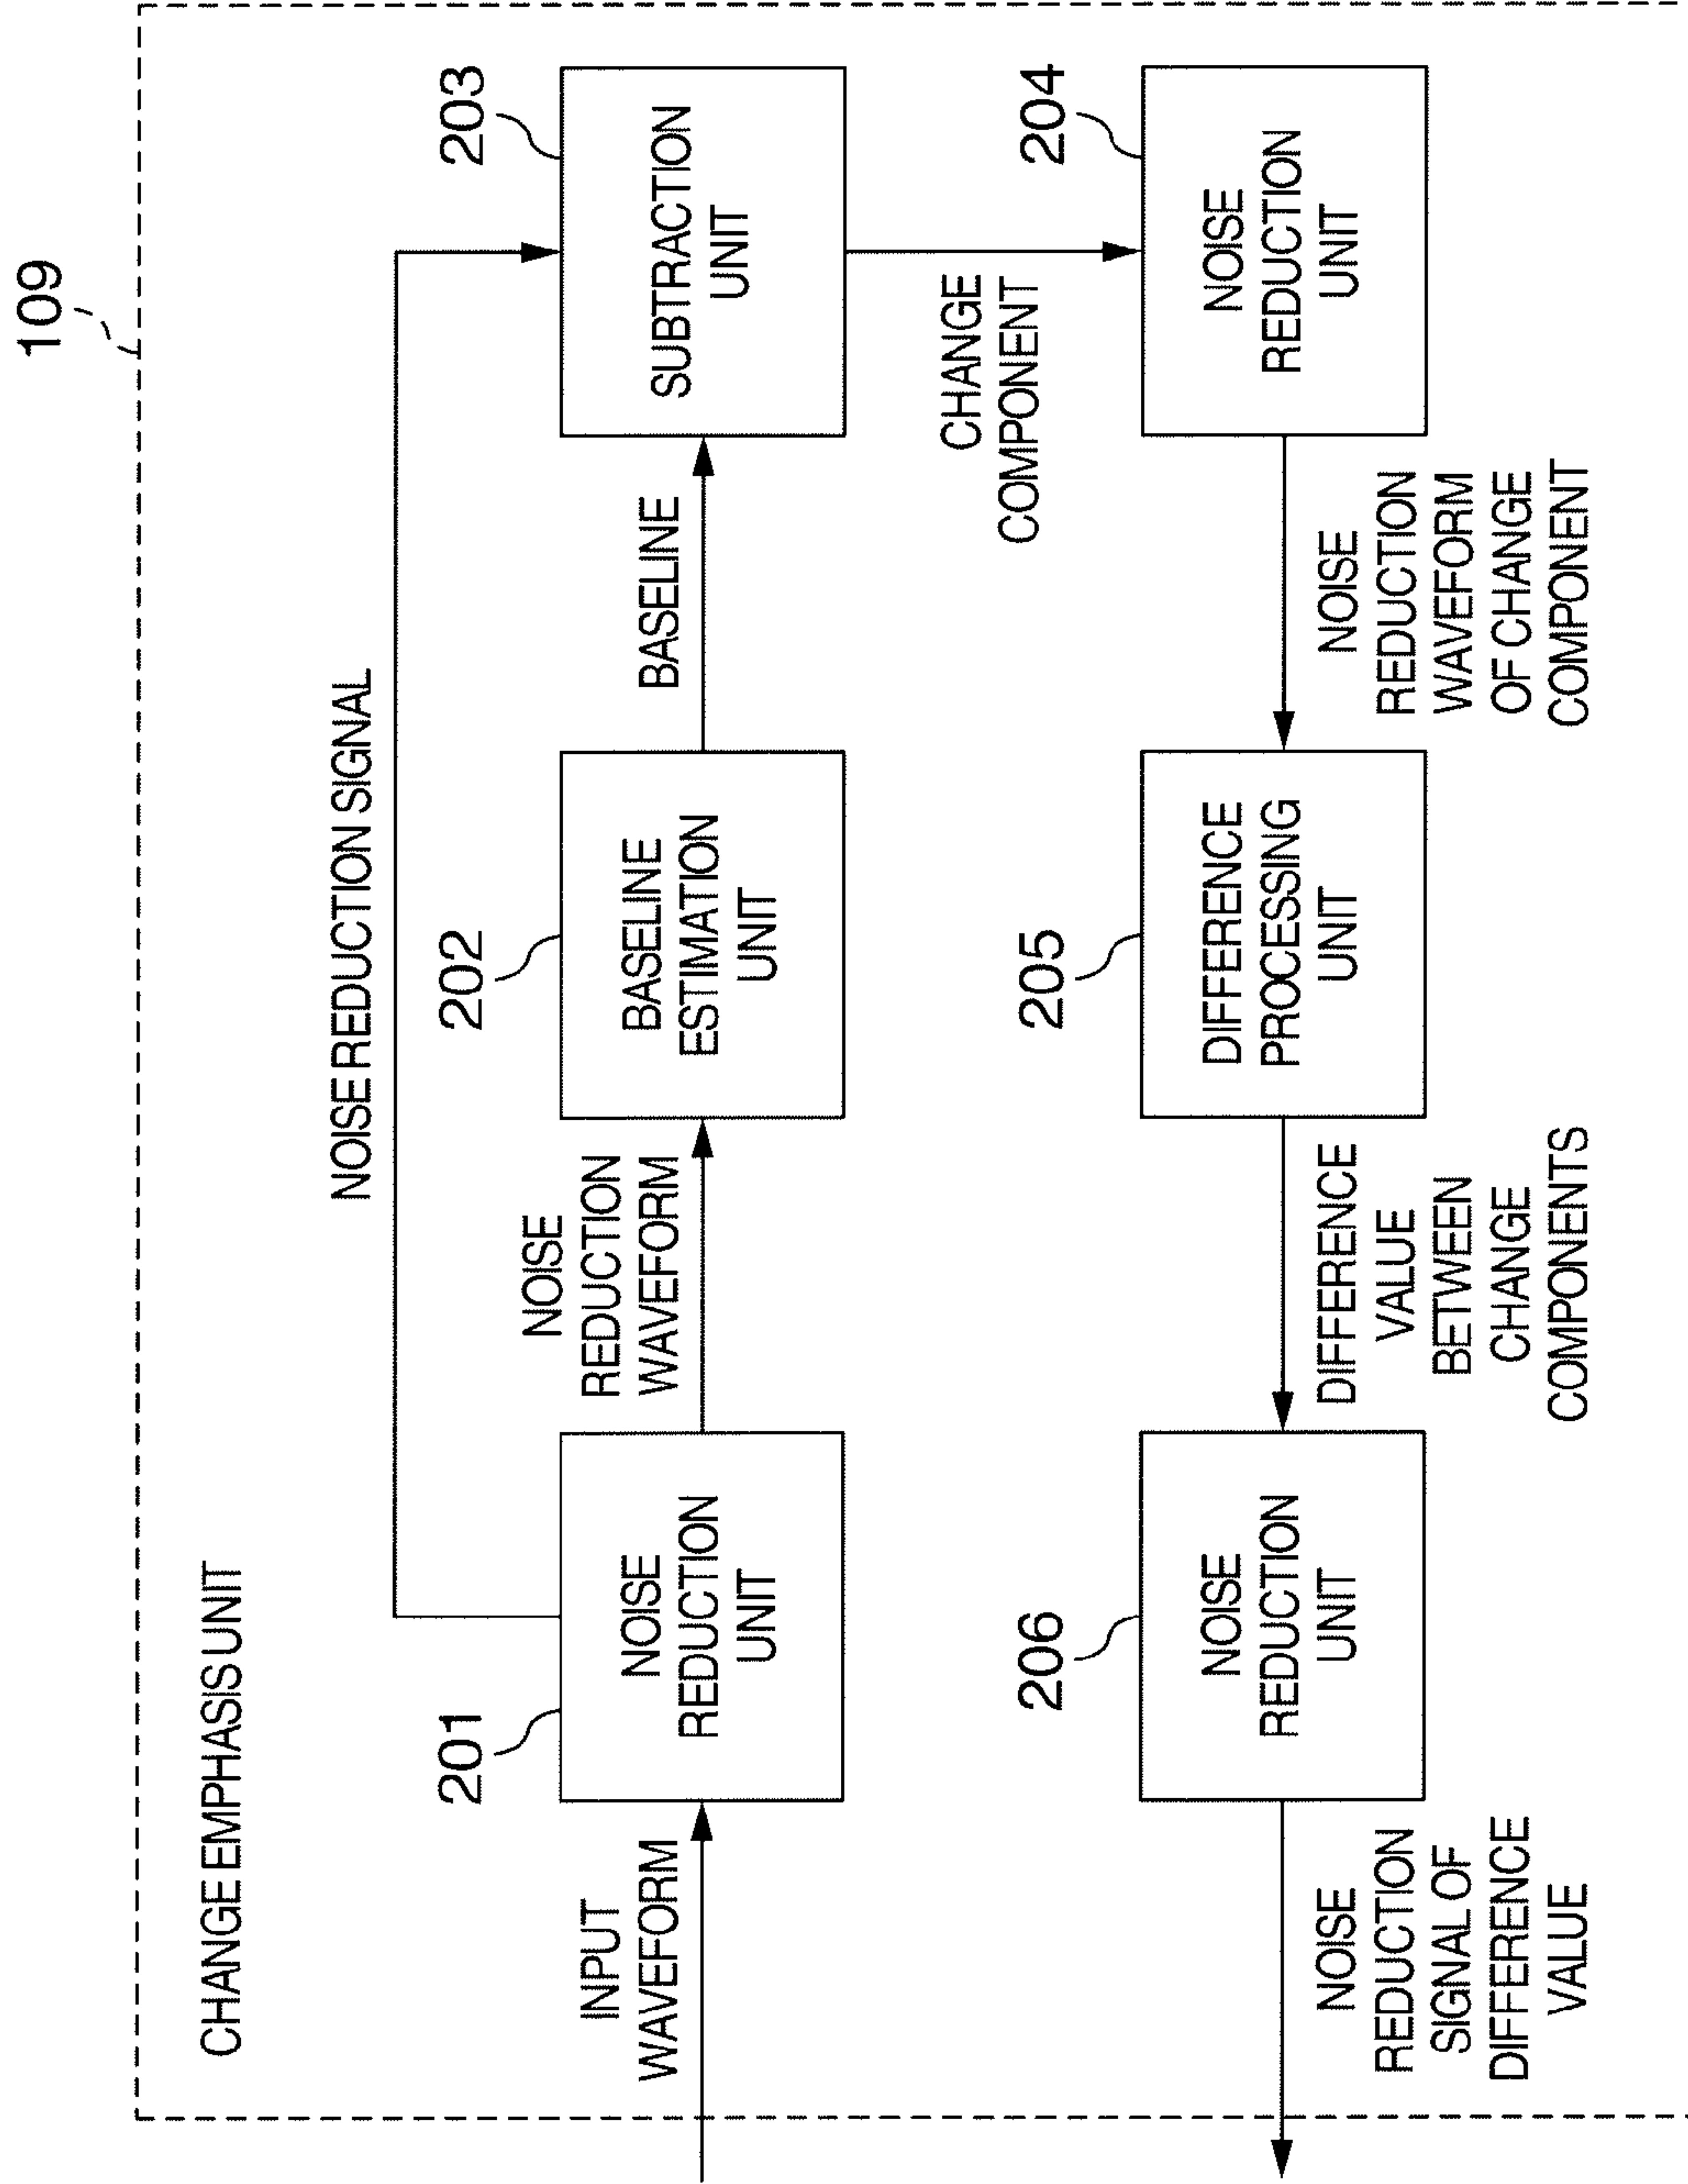 109
CHANGE EMPHASIS UNIT
NOISE REDUCTION SIGNAL
201
202
203
INPUT
WAVEFORM
NOISE
REDUCTION
UNIT
NOISE
REDUCTION
WAVEFORM
BASELINE
ESTIMATION
UNIT
BASELINE
SUBTRACTION
UNIT
CHANGE
COMPONENT
206
205
204
NOISE
REDUCTION
UNIT
NOISE
REDUCTION
WAVEFORM
OF CHANGE
COMPONENT
DIFFERENCE
PROCESSING
UNIT
DIFFERENCE
VALUE
BETWEEN
CHANGE
COMPONENTS
NOISE
REDUCTION
UNIT
NOISE
REDUCTION
SIGNAL OF
DIFFERENCE
VALUE